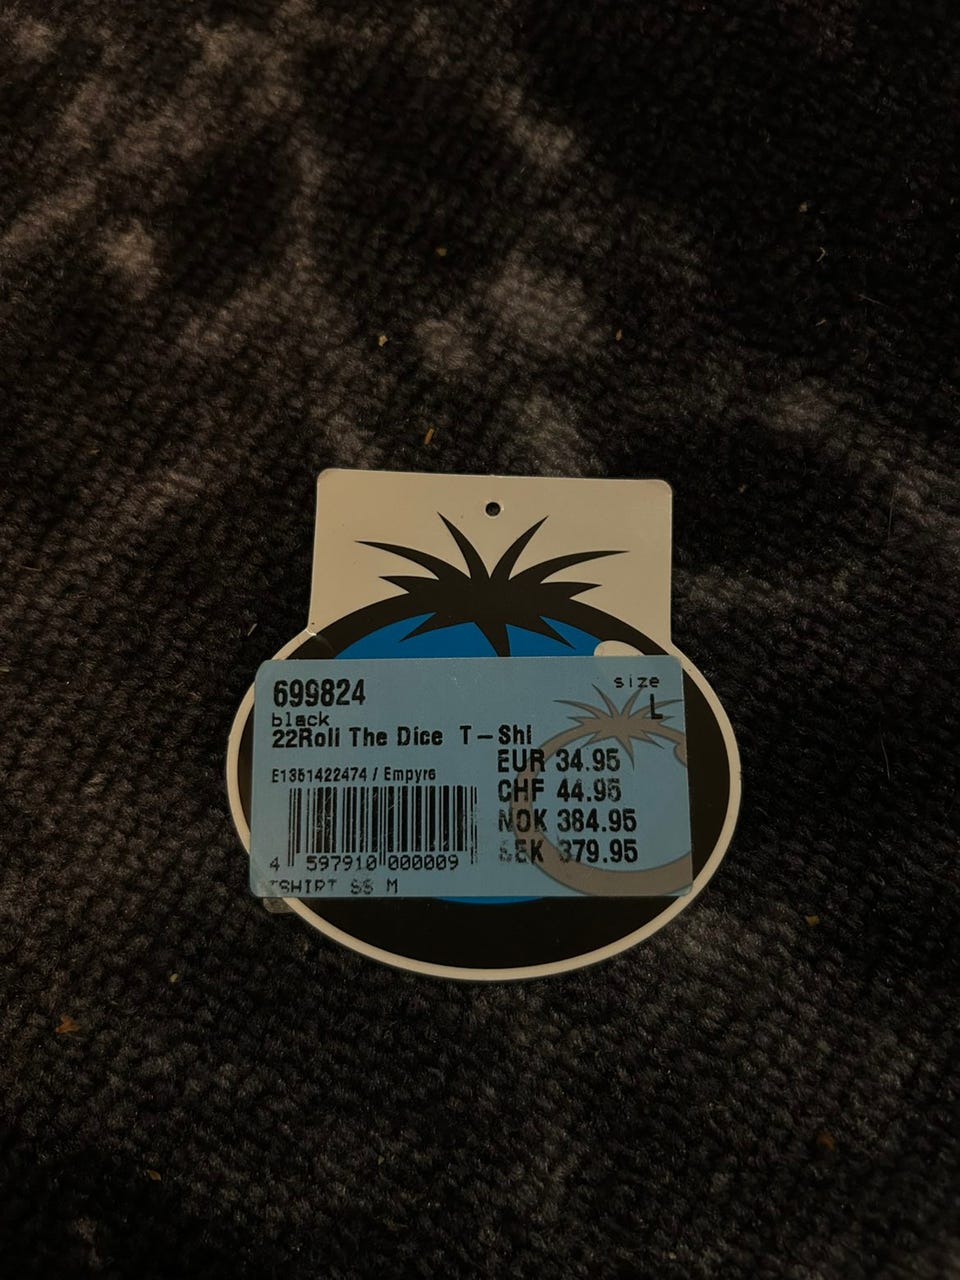 699824
size
black
L
22Roll The Dice T-Shi
EUR 34.95
E1351422474 / Empyre
CHF 44.95
NOK 384.95
SEK 379.95
4 597910 000009
TSHIRT SS M